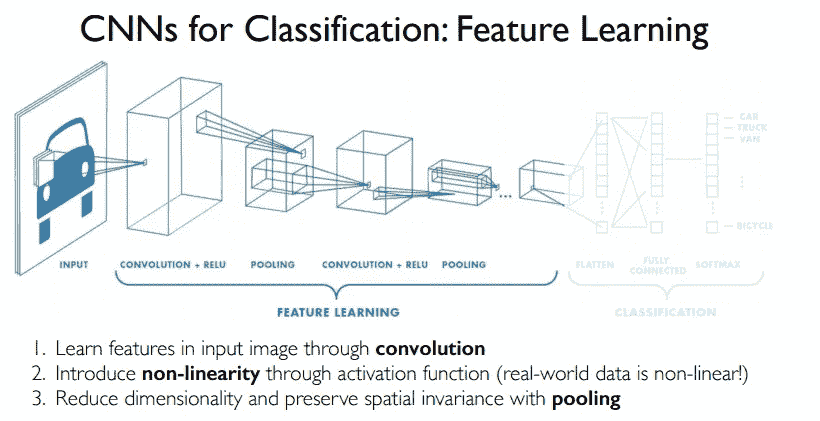 CNNs for Classification: Feature Learning
CAR
TRUCK
VAN
BICYCLE
INPUT
CONVOLUTION + RELU
POOLING
CONVOLUTION + RELU
POOLING
FLATTEN
FULLY
CONNECTED
SOFTMAX
FEATURE LEARNING
CLASSIFICATION
1. Learn features in input image through convolution
2. Introduce non-linearity through activation function (real-world data is non-linear!)
3. Reduce dimensionality and preserve spatial invariance with pooling